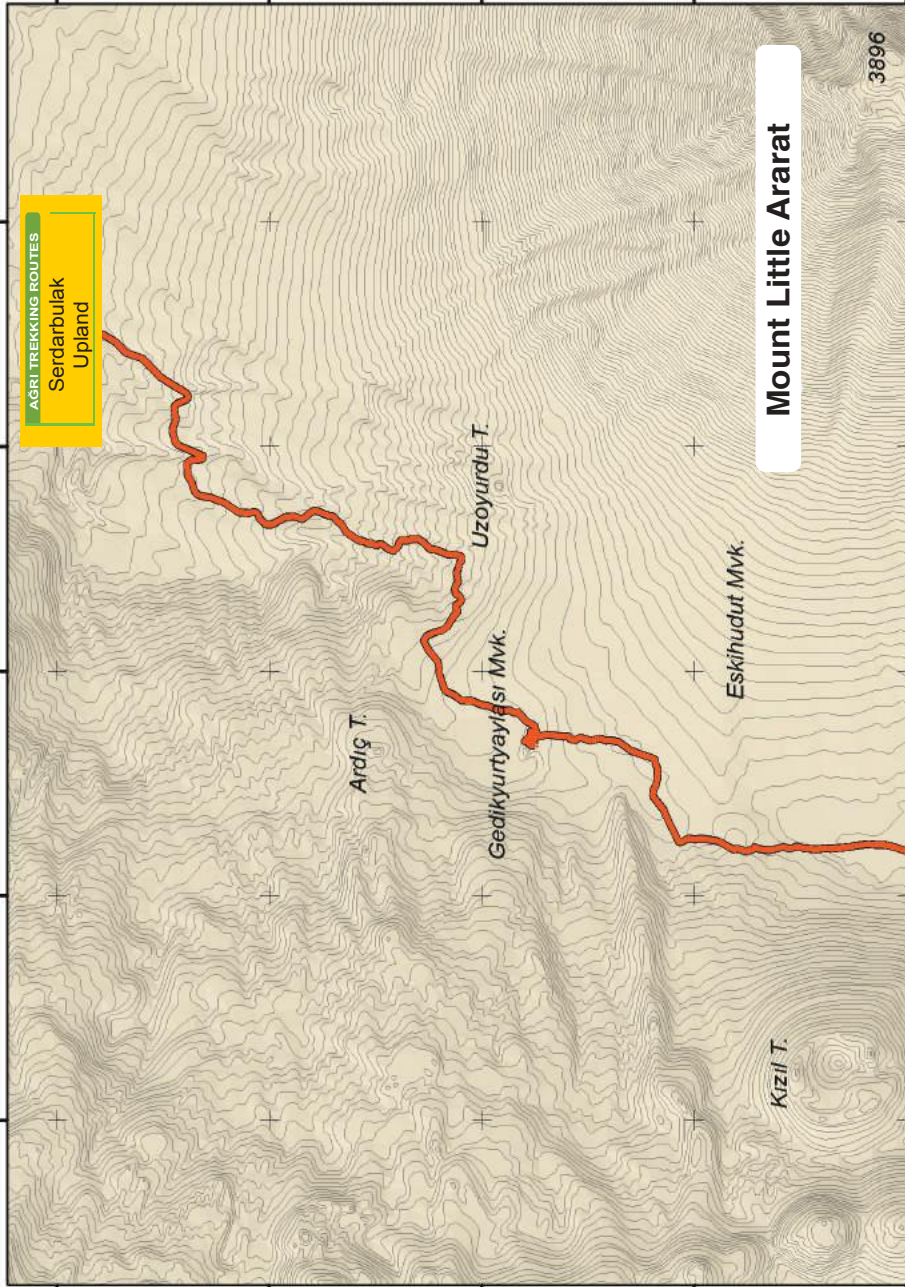 AGRI TREKKING ROUTES
Serdarbulak
Upland
Uzoyurdu T.
Ardıç T.
Gedikyurtyaylası Mvk.
Eskihudut Mvk.
Kızıl T.
Mount Little Ararat
3896